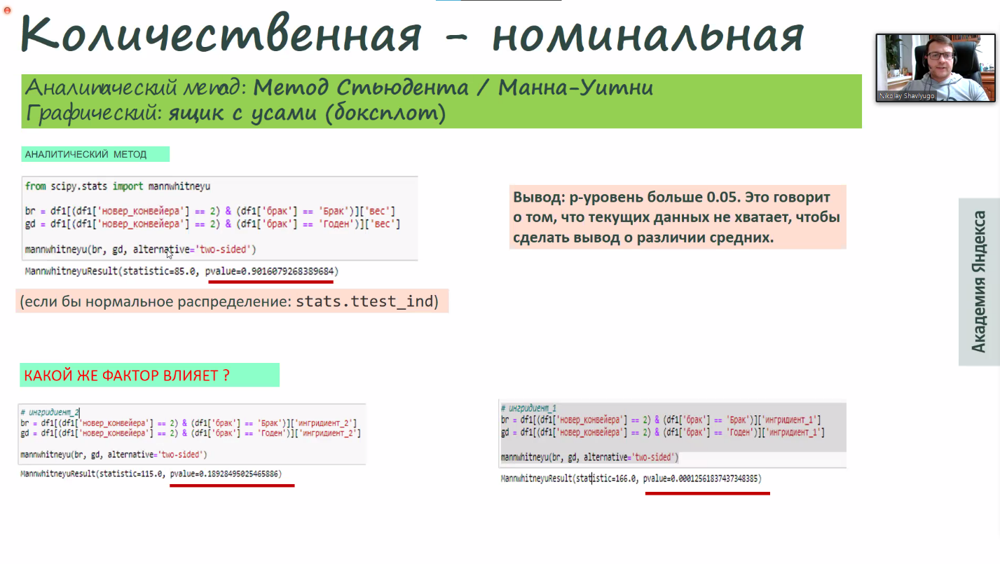 Количественная – номинальная
Nikolay Shavlyugo
Аналитический метод: Метод Стьюдента / Манна-Уитни
Графический: ящик с усами (боксплот)
АНАЛИТИЧЕСКИЙ МЕТОД
from scipy.stats import mannwhitneyu
br = df1[(df1['новер_конвейера'] == 2) & (df1['брак'] == 'Брак')]['вес']
gd = df1[(df1['новер_конвейера'] == 2) & (df1['брак'] == 'Годен')]['вес']
mannwhitneyu(br, gd, alternative='two-sided')
MannwhitneyuResult(statistic=85.0, pvalue=0.9016079268389684)
(если бы нормальное распределение: stats.ttest_ind)
Вывод: р-уровень больше 0.05. Это говорит
о том, что текущих данных не хватает, чтобы
сделать вывод о различии средних.
Академия Яндекса
КАКОЙ ЖЕ ФАКТОР ВЛИЯЕТ ?
# ингридиент_2
br = df1[(df1['новер_конвейера'] == 2) & (df1['брак'] == 'Брак')]['ингридиент_2']
gd = df1[(df1['новер_конвейера'] == 2) & (df1['брак'] == 'Годен')]['ингридиент_2']
mannwhitneyu(br, gd, alternative='two-sided')
MannwhitneyuResult(statistic=115.0, pvalue=0.18928495025465886)
# ингридиент_1
br = df1[(df1['новер_конвейера'] == 2) & (df1['брак'] == 'Брак')]['ингридиент_1']
gd = df1[(df1['новер_конвейера'] == 2) & (df1['брак'] == 'Годен')]['ингридиент_1']
mannwhitneyu(br, gd, alternative='two-sided')
MannwhitneyuResult(statistic=166.0, pvalue=0.00012561837437348385)